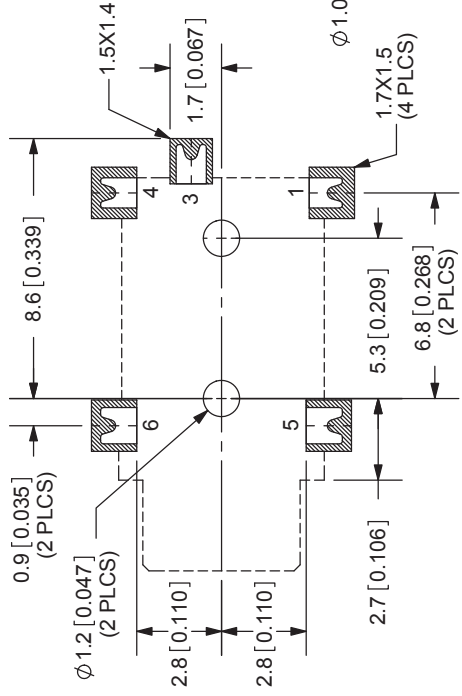 1.5X1.4
8.6 [0.339]
1.7 [0.067]
0.9 [0.035]
(2 PLCS)
⌀1.0
4
3
6
⌀1.2 [0.047]
(2 PLCS)
1
1.7X1.5
(4 PLCS)
5
2.8 [0.110]
5.3 [0.209]
6.8 [0.268]
(2 PLCS)
2.8 [0.110]
2.7 [0.106]